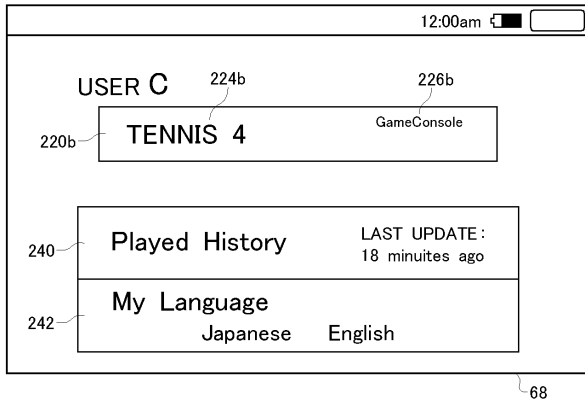 12:00am
USER C
224b
226b
220b
TENNIS 4
GameConsole
240
Played History
LAST UPDATE:
18 minuites ago
242
My Language
Japanese English
68